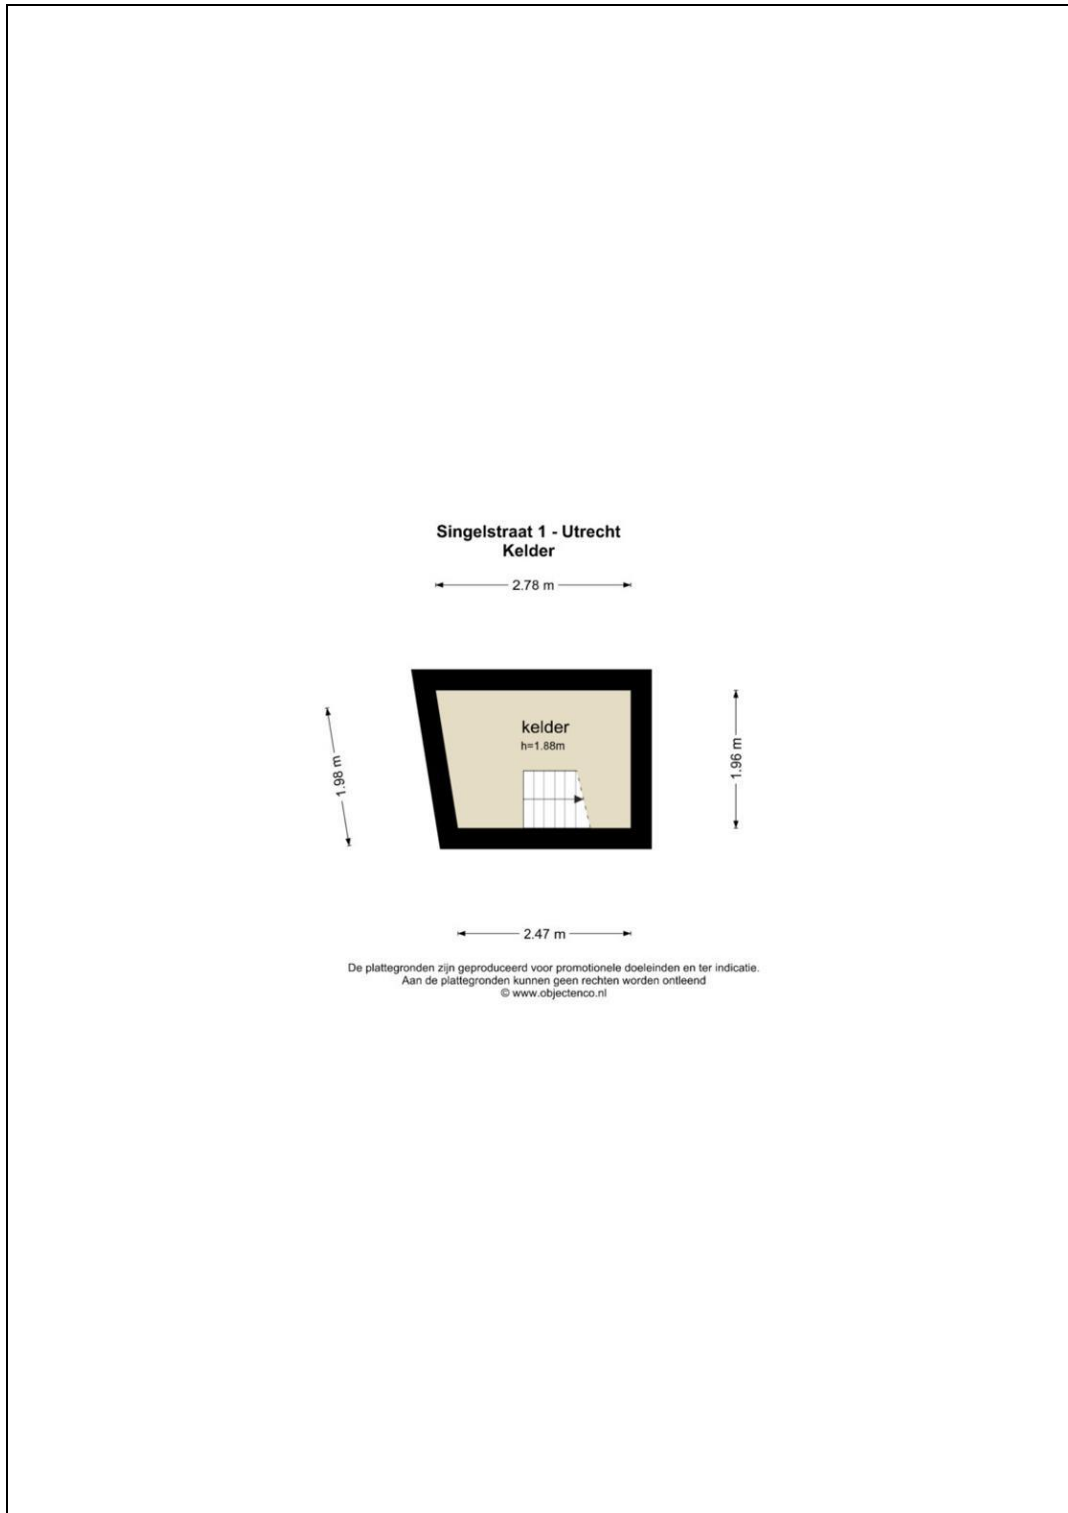 Singelstraat 1 - Utrecht
Kelder
2.78 m
kelder
h=1.88m
1.98 m
1.96 m
2.47 m
De plattegronden zijn geproduceerd voor promotionele doeleinden en ter indicatie.
Aan de plattegronden kunnen geen rechten worden ontleend
© www.objectenco.nl